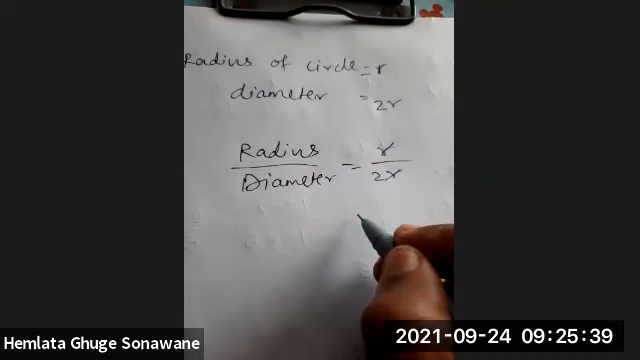 Radius of circle = r
diameter = 2r
Radius / Diameter = r / 2r
Hemlata Ghuge Sonawane
2021-09-24 09:25:39